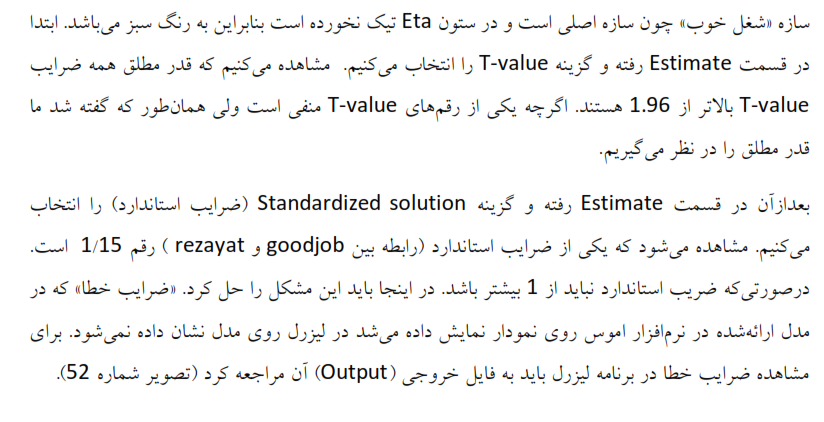 سازه «شغل خوب» چون سازه اصلی است و در ستون Eta تیک نخورده است بنابراین به رنگ سبز می‌باشد. ابتدا
در قسمت Estimate رفته و گزینه T-value را انتخاب می‌کنیم. مشاهده می‌کنیم که قدر مطلق همه ضرایب
T-value بالاتر از 1.96 هستند. اگرچه یکی از رقم‌های T-value منفی است ولی همان‌طور که گفته شد ما
قدر مطلق را در نظر می‌گیریم.
بعدازآن در قسمت Estimate رفته و گزینه Standardized solution (ضرایب استاندارد) را انتخاب
می‌کنیم. مشاهده می‌شود که یکی از ضرایب استاندارد (رابطه بین goodjob و rezayat ) رقم 1/15 است.
درصورتی‌که ضریب استاندارد نباید از 1 بیشتر باشد. در اینجا باید این مشکل را حل کرد. «ضرایب خطا» که در
مدل ارائه‌شده در نرم‌افزار اموس روی نمودار نمایش داده می‌شد در لیزرل روی مدل نشان داده نمی‌شود. برای
مشاهده ضرایب خطا در برنامه لیزرل باید به فایل خروجی (Output) آن مراجعه کرد (تصویر شماره 52).